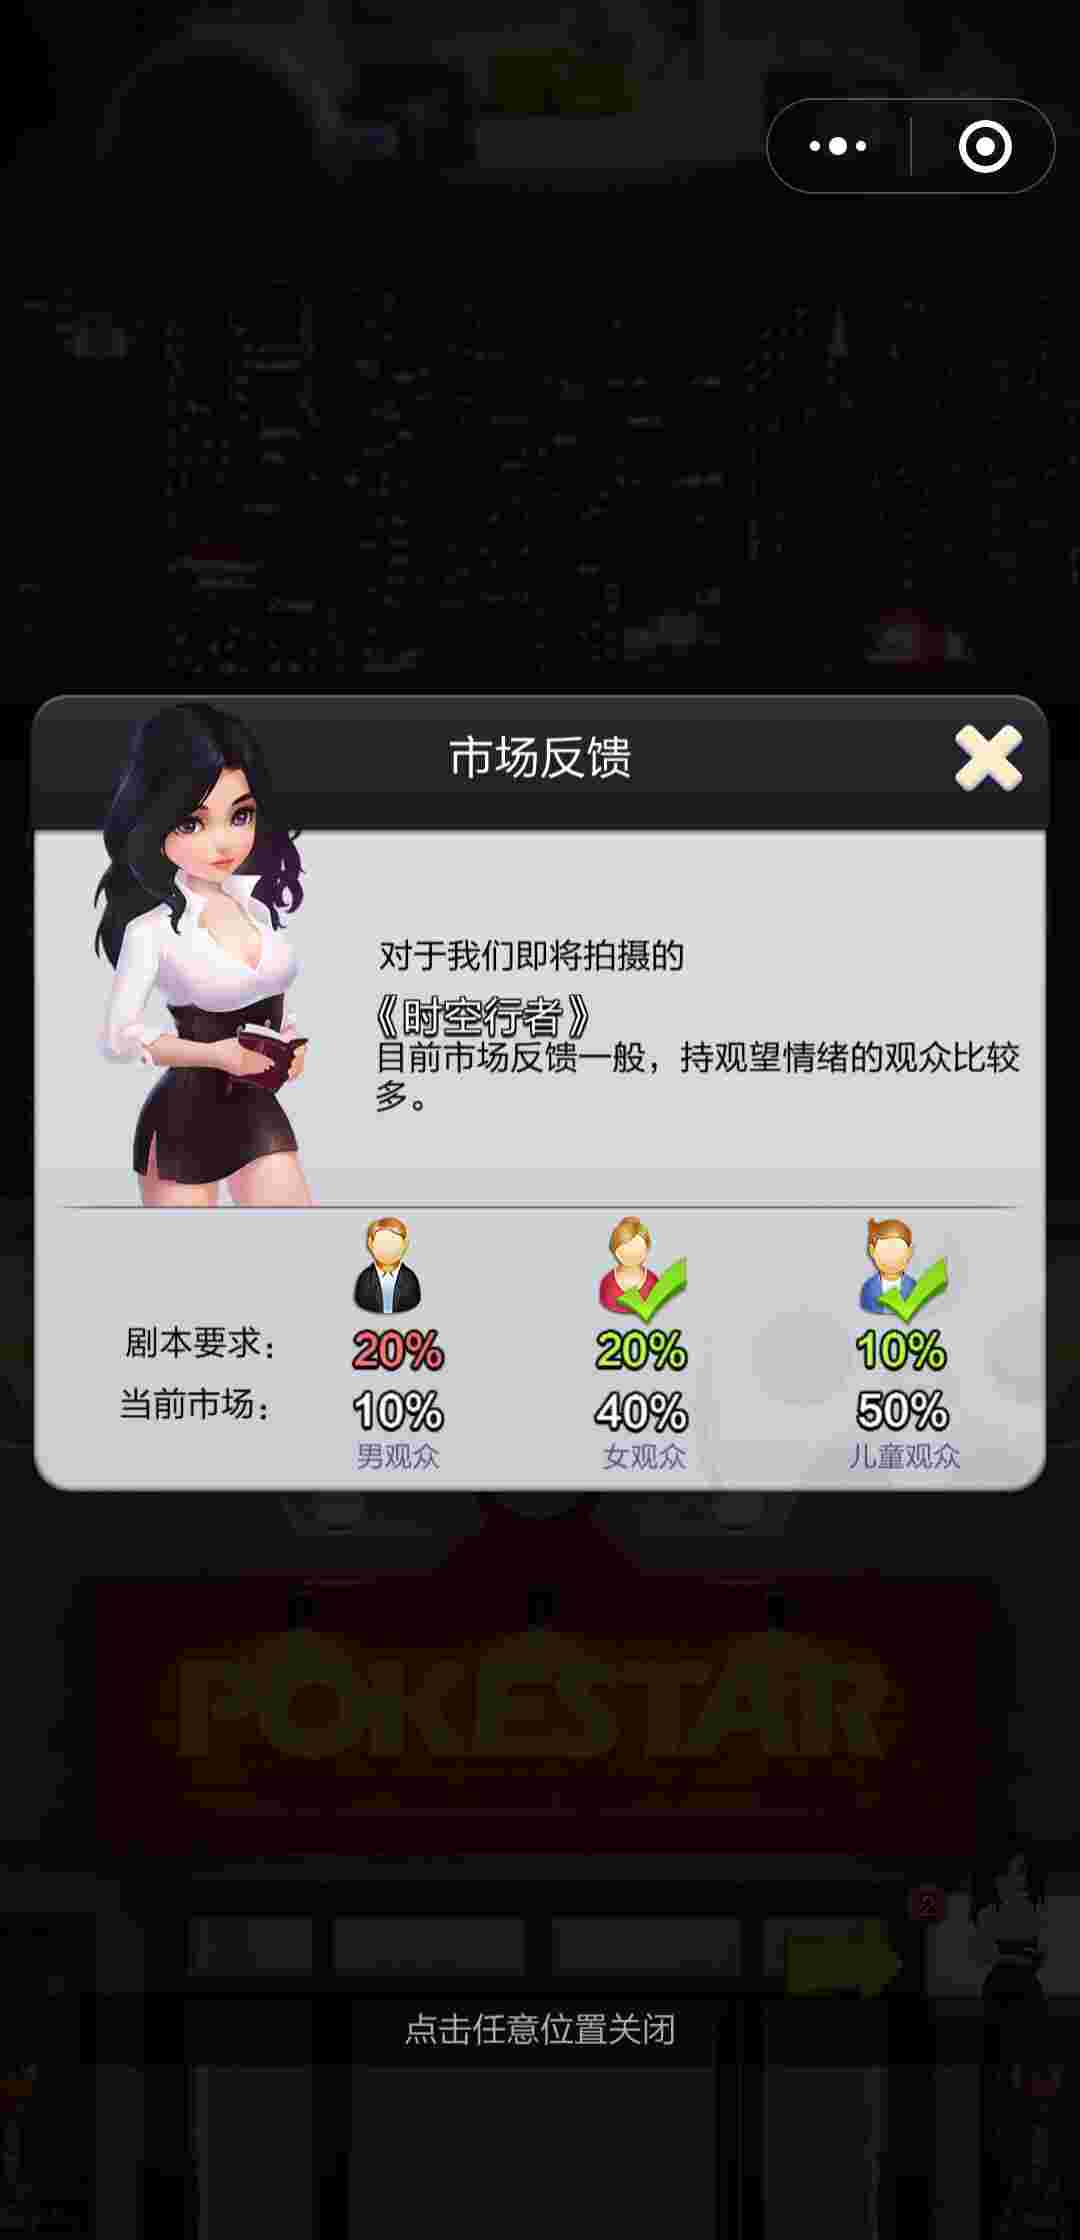 市场反馈
对于我们即将拍摄的
《时空行者》
目前市场反馈一般，持观望情绪的观众比较
多。
剧本要求： 20% 20% 10%
当前市场： 10% 40% 50%
男观众 女观众 儿童观众
POKESTAR
2
点击任意位置关闭